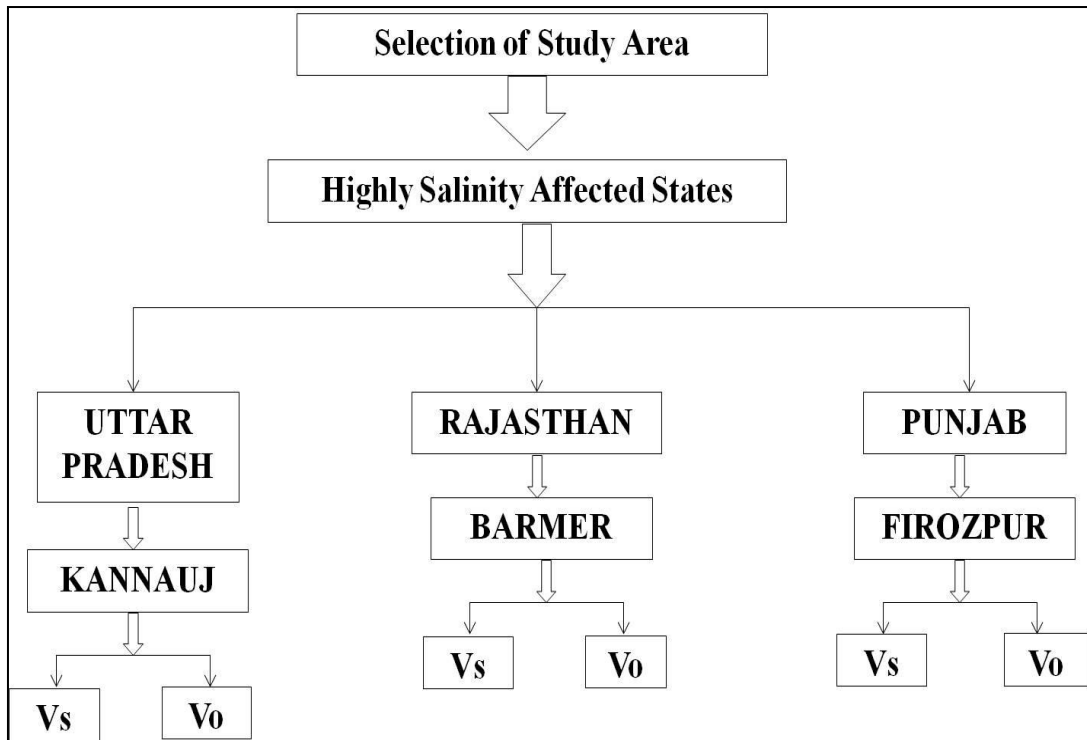 Selection of Study Area
Highly Salinity Affected States
UTTAR
PRADESH
RAJASTHAN
PUNJAB
KANNAUJ
BARMER
FIROZPUR
Vs
Vo
Vs
Vo
Vs
Vo